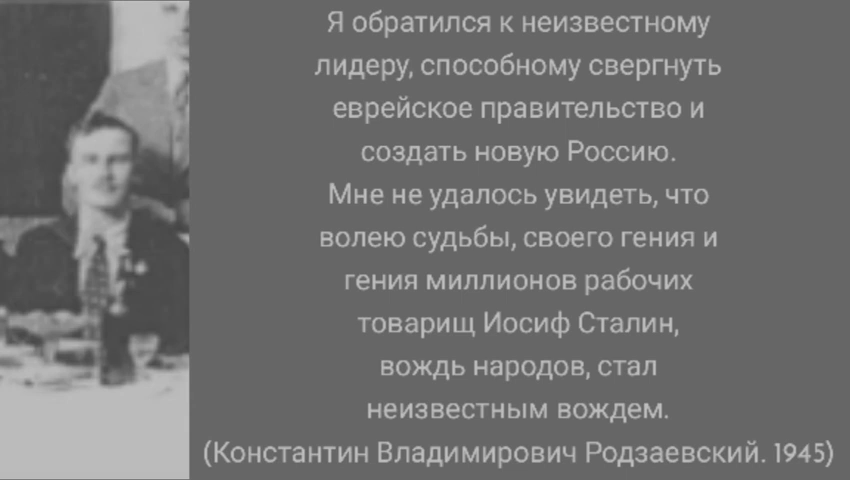 Я обратился к неизвестному
лидеру, способному свергнуть
еврейское правительство и
создать новую Россию.
Мне не удалось увидеть, что
волею судьбы, своего гения и
гения миллионов рабочих
товарищ Иосиф Сталин,
вождь народов, стал
неизвестным вождем.
(Константин Владимирович Родзаевский. 1945)